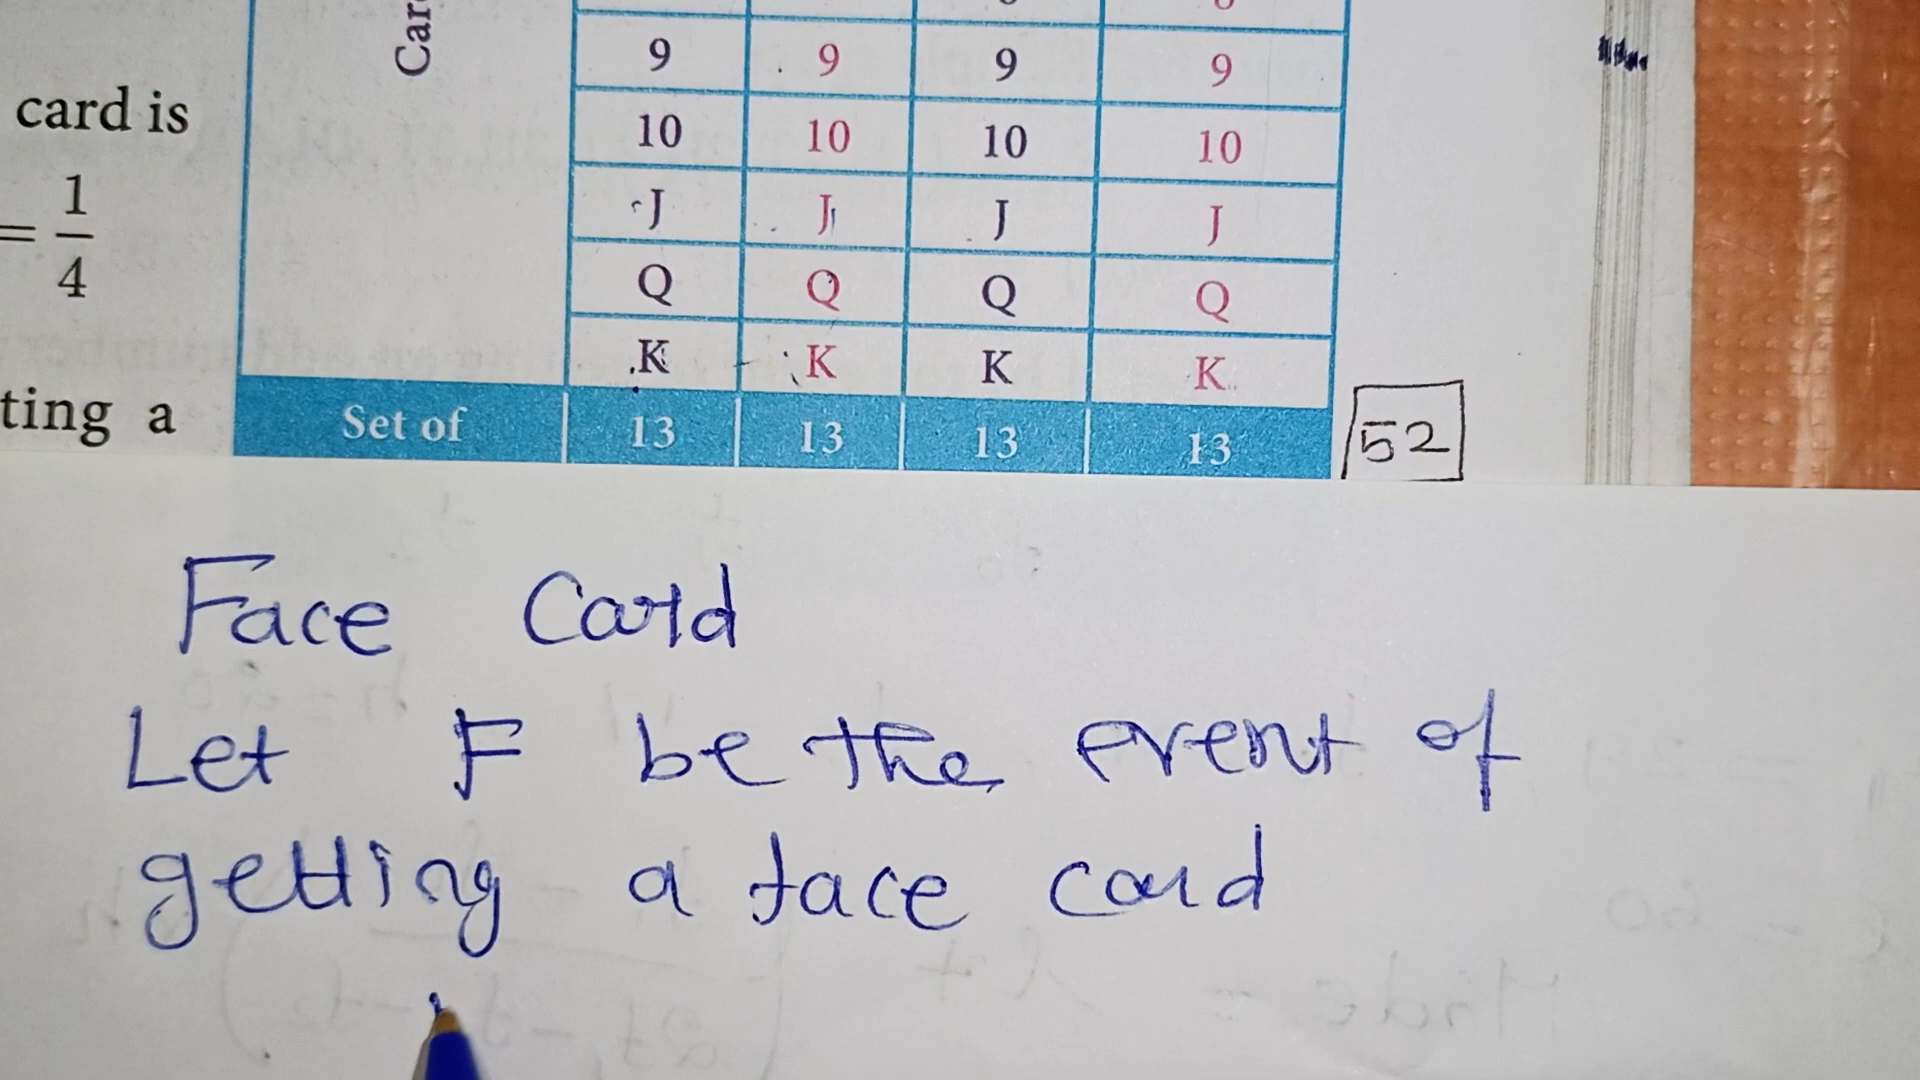 Car
9 9 9 9
card is
10 10 10 10
= 1/4
J J J J
Q Q Q Q
K K K K
ting a
Set of 13 13 13 13
52
Face Card
Let F be the event of
getting a face card